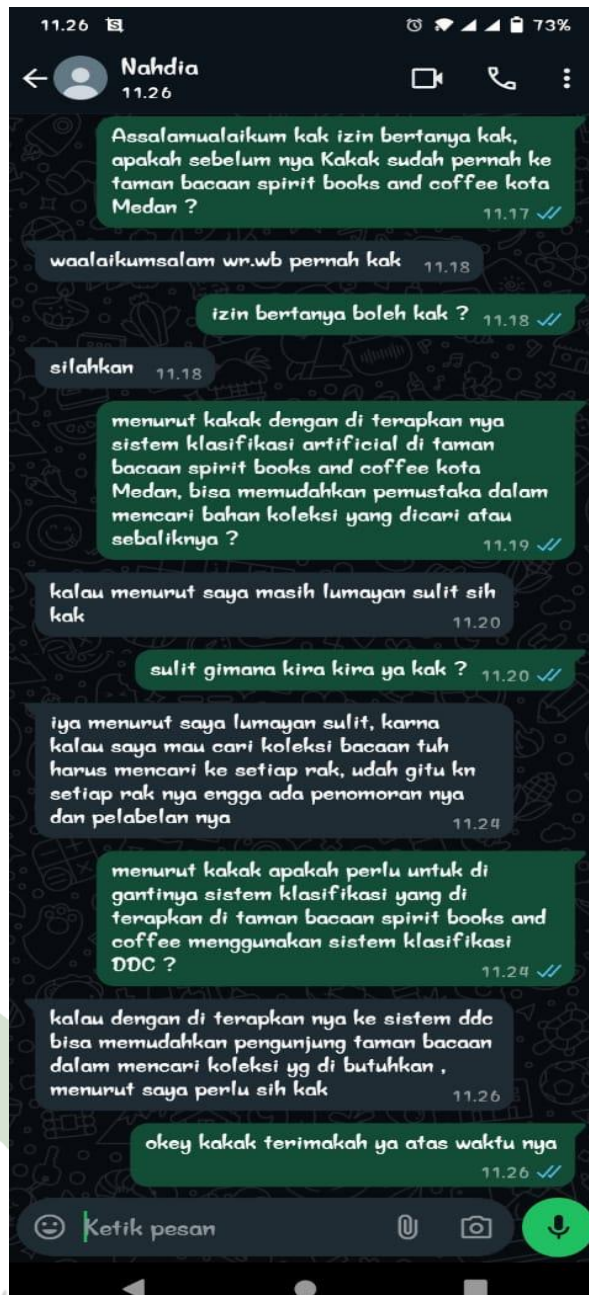 11.26
73%
Nahdia
11.26
Assalamualaikum kak izin bertanya kak,
apakah sebelum nya Kakak sudah pernah ke
taman bacaan spirit books and coffee kota
Medan ?
11.17
waalaikumsalam wr.wb pernah kak
11.18
izin bertanya boleh kak ?
11.18
silahkan
11.18
menurut kakak dengan di terapkan nya
sistem klasifikasi artificial di taman
bacaan spirit books and coffee kota
Medan, bisa memudahkan pemustaka dalam
mencari bahan koleksi yang dicari atau
sebaliknya ?
11.19
kalau menurut saya masih lumayan sulit sih
kak
11.20
sulit gimana kira kira ya kak ?
11.20
iya menurut saya lumayan sulit, karna
kalau saya mau cari koleksi bacaan tuh
harus mencari ke setiap rak, udah gitu kn
setiap rak nya engga ada penomoran nya
dan pelabelan nya
11.24
menurut kakak apakah perlu untuk di
gantinya sistem klasifikasi yang di
terapkan di taman bacaan spirit books and
coffee menggunakan sistem klasifikasi
DDC ?
11.24
kalau dengan di terapkan nya ke sistem ddc
bisa memudahkan pengunjung taman bacaan
dalam mencari koleksi yg di butuhkan ,
menurut saya perlu sih kak
11.26
okey kakak terimakah ya atas waktu nya
11.26
Ketik pesan